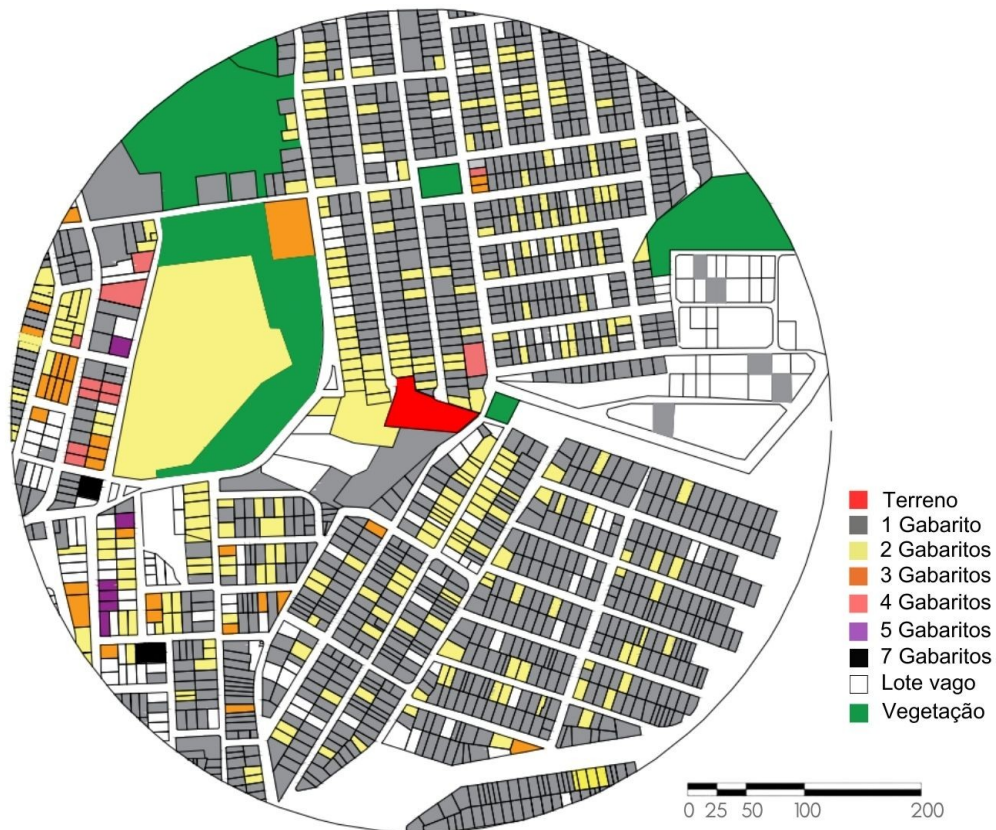 Terreno
1 Gabarito
2 Gabaritos
3 Gabaritos
4 Gabaritos
5 Gabaritos
7 Gabaritos
Lote vago
Vegetação
0 25 50 100 200